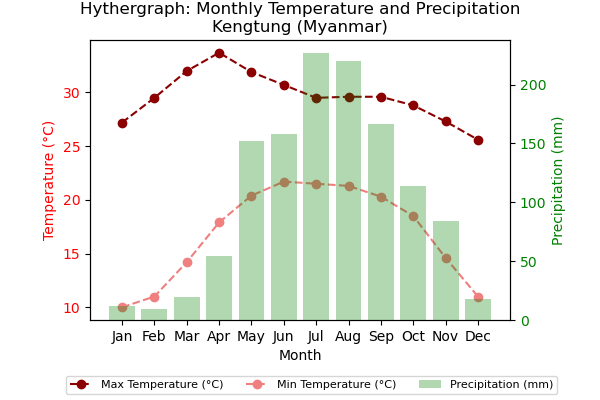 Hythergraph: Monthly Temperature and Precipitation
Kengtung (Myanmar)
Temperature (°C)
30
25
20
15
10
200
150
100
50
0
Precipitation (mm)
Jan Feb Mar Apr May Jun Jul Aug Sep Oct Nov Dec
Month
Max Temperature (°C) Min Temperature (°C) Precipitation (mm)